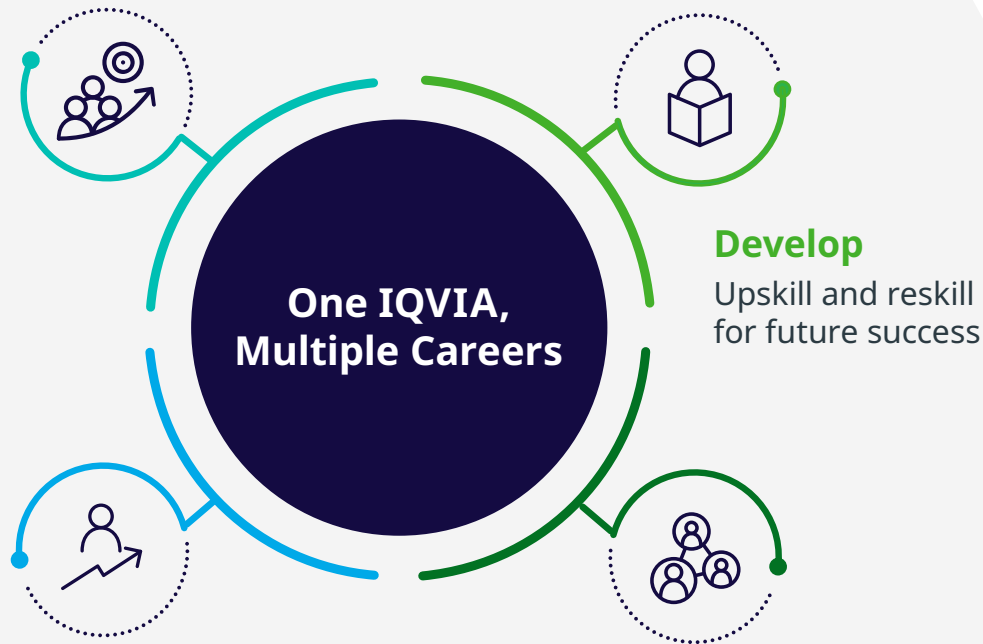 One IQVIA,
Multiple Careers
Develop
Upskill and reskill
for future success